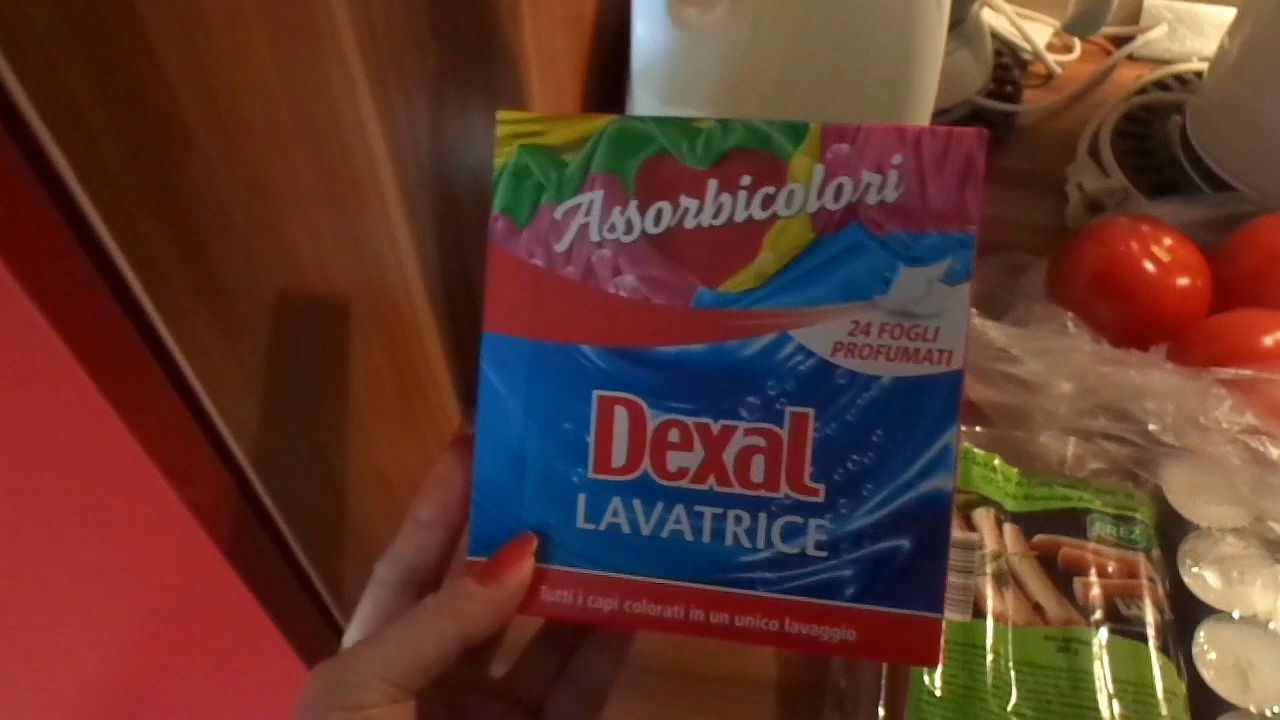 Assorbicolori
24 FOGLI
PROFUMATI
Dexal
LAVATRICE
Tutti i capi colorati in un unico lavaggio